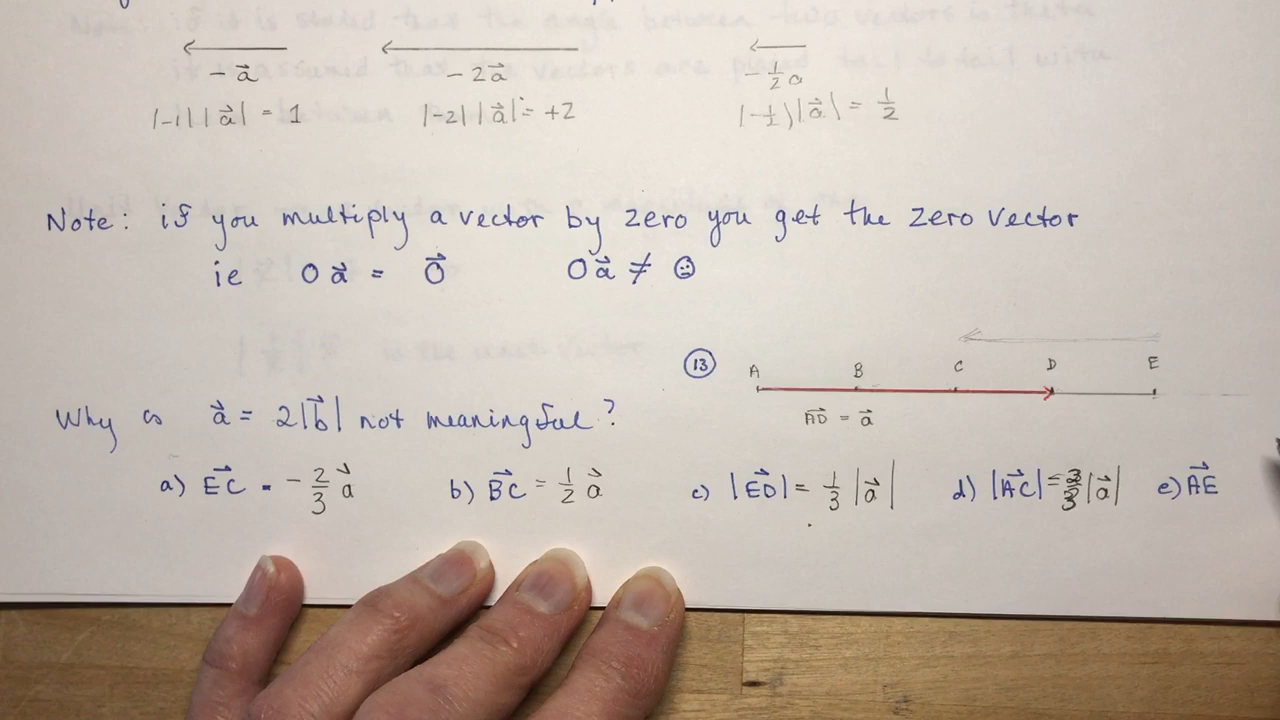 -a⃗ -2a⃗ -½a
|-1||a⃗| = 1 |-2||a⃗| = +2 |-½||a⃗| = ½
Note: if you multiply a vector by zero you get the zero vector
ie 0a⃗ = 0⃗ 0a⃗ ≠ ☹
13 A B C D E
AD⃗ = a⃗
Why is a⃗ = 2|b⃗| not meaningful?
a) EC⃗ = -2/3 a⃗ b) BC⃗ = 1/2 a⃗ c) |ED⃗| = 1/3 |a⃗| d) |AC⃗| = 2/3 |a⃗| e) AE⃗